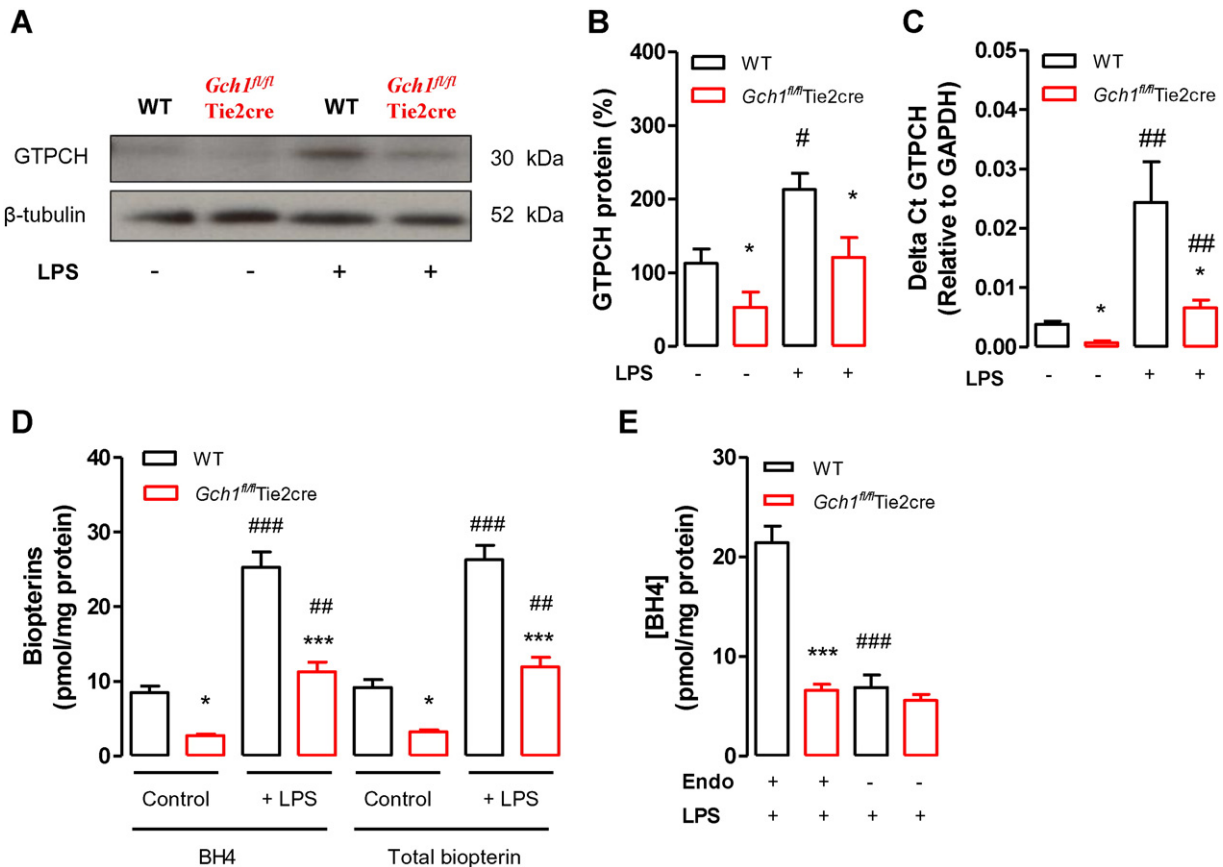 A
WT
Gch1fl/fl
Tie2cre
WT
Gch1fl/fl
Tie2cre
GTPCH
30 kDa
β-tubulin
52 kDa
LPS - - + +
B
GTPCH protein (%)
400
300
200
100
0
WT
Gch1fl/flTie2cre
*
#
*
LPS - - + +
C
Delta Ct GTPCH
(Relative to GAPDH)
0.05
0.04
0.03
0.02
0.01
0.00
WT
Gch1fl/flTie2cre
*
##
##
*
LPS - - + +
D
Biopterins
(pmol/mg protein)
40
30
20
10
0
WT
Gch1fl/flTie2cre
*
###
##
***
*
###
##
***
Control + LPS Control + LPS
BH4 Total biopterin
E
[BH4]
(pmol/mg protein)
30
20
10
0
WT
Gch1fl/flTie2cre
***
###
Endo + + - -
LPS + + + +